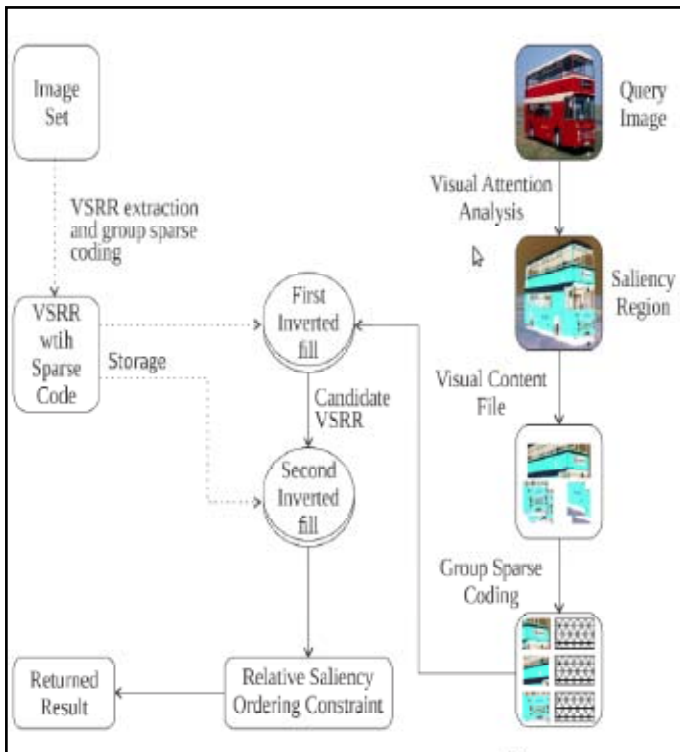 Image
Set
Query
Image
VSRR extraction
and group sparse
coding
Visual Attention
Analysis
VSRR
wtih
Sparse
Code
Storage
First
Inverted
fill
Saliency
Region
Candidate
VSRR
Visual Content
File
Second
Inverted
fill
Group Sparse
Coding
Relative Saliency
Ordering Constraint
Returned
Result